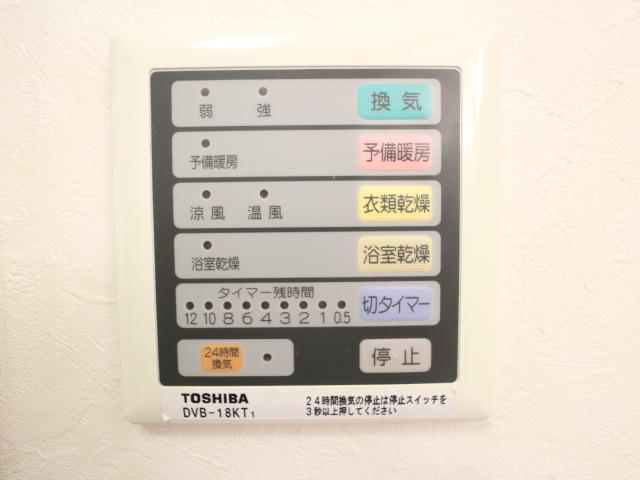 弱 強 換気
予備暖房 予備暖房
涼風 温風 衣類乾燥
浴室乾燥 浴室乾燥
タイマー残時間
12 10 8 6 4 3 2 1 0.5 切タイマー
24時間
換気
停止
TOSHIBA
DVB-18KT1
24時間換気の停止は停止スイッチを
3秒以上押してください